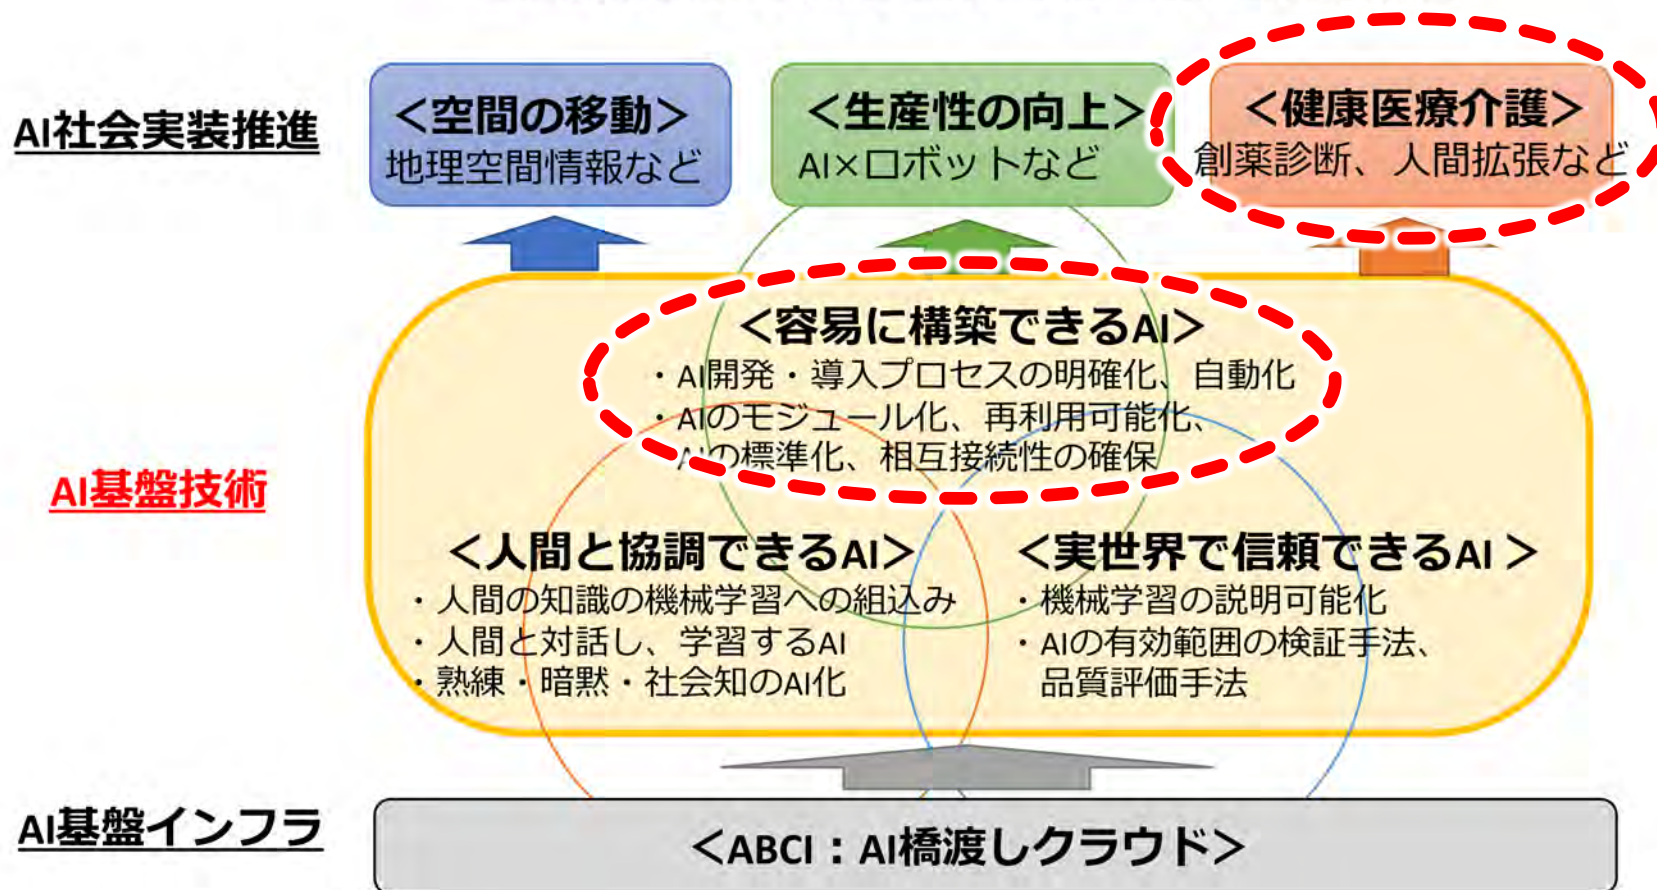 AI社会実装推進
＜空間の移動＞
地理空間情報など
＜生産性の向上＞
AI×ロボットなど
＜健康医療介護＞
創薬診断、人間拡張など
AI基盤技術
＜容易に構築できるAI＞
・AI開発・導入プロセスの明確化、自動化
・AIのモジュール化、再利用可能化、
AIの標準化、相互接続性の確保
＜人間と協調できるAI＞
・人間の知識の機械学習への組込み
・人間と対話し、学習するAI
・熟練・暗黙・社会知のAI化
＜実世界で信頼できるAI＞
・機械学習の説明可能化
・AIの有効範囲の検証手法、
品質評価手法
AI基盤インフラ
＜ABCI：AI橋渡しクラウド＞